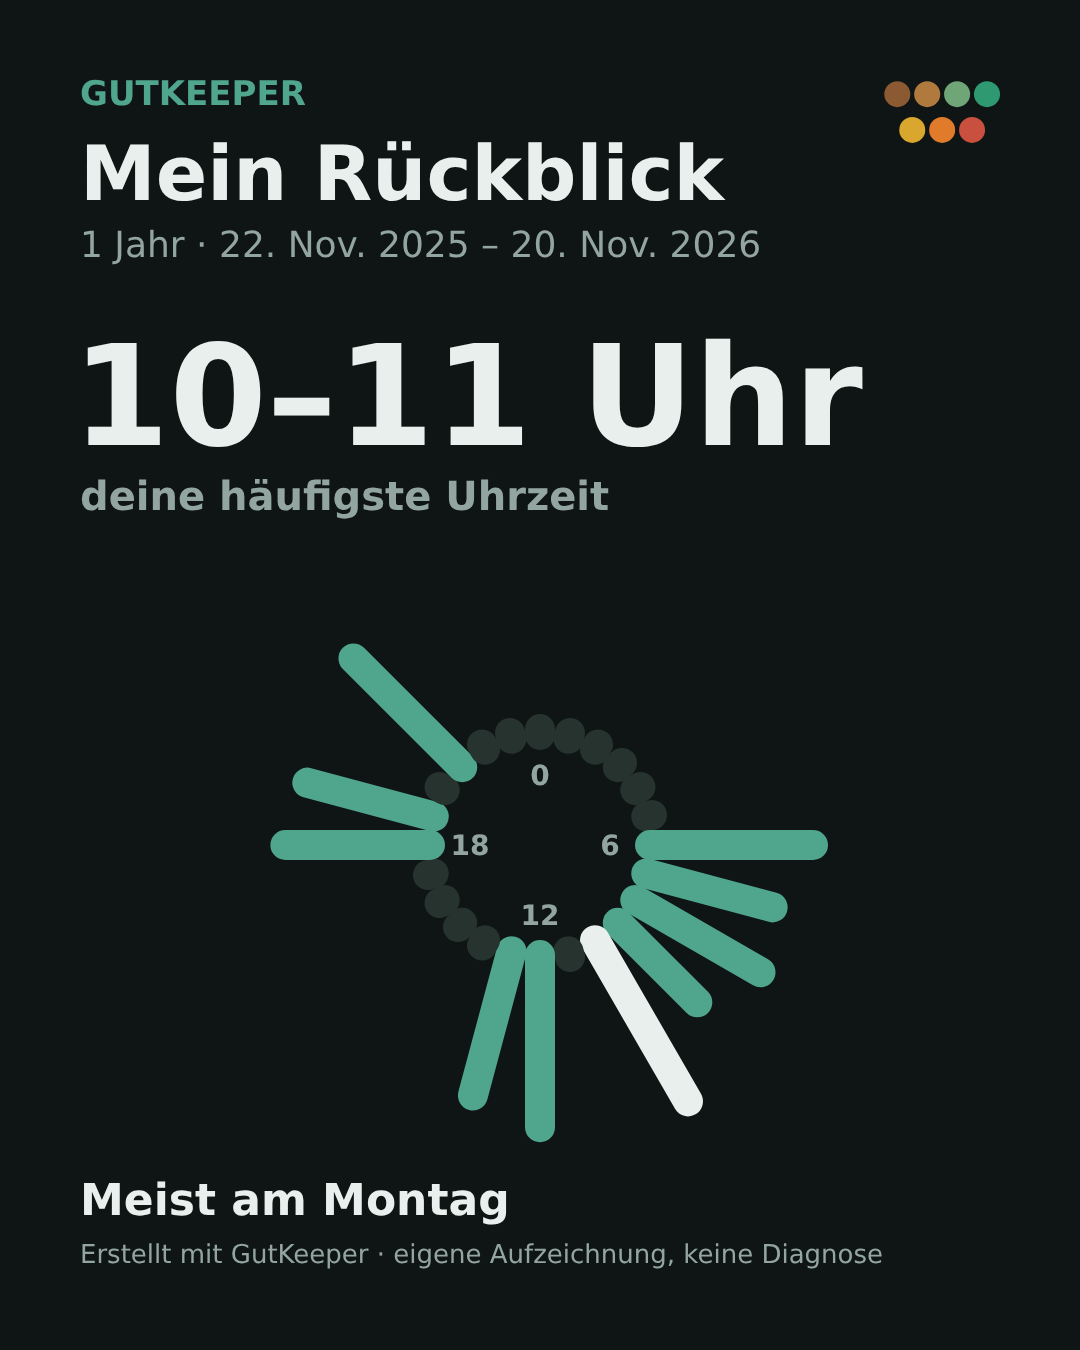 GUTKEEPER
Mein Rückblick
1 Jahr · 22. Nov. 2025 – 20. Nov. 2026
10–11 Uhr
deine häufigste Uhrzeit
0
18
6
12
Meist am Montag
Erstellt mit GutKeeper · eigene Aufzeichnung, keine Diagnose